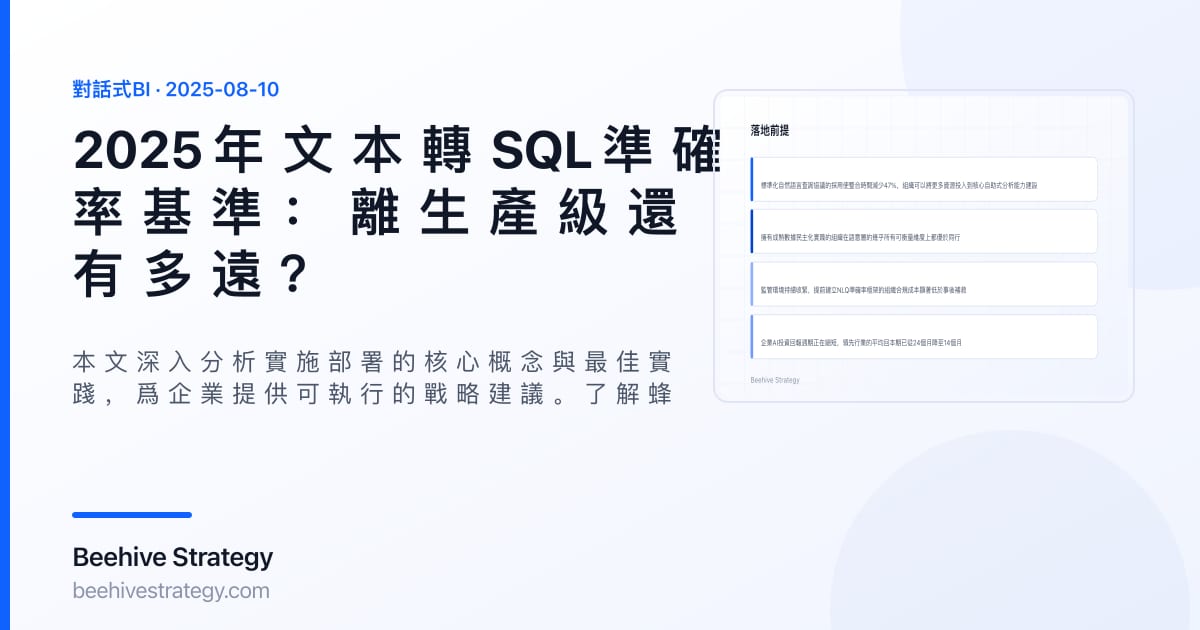 對話式BI · 2025-08-10
2025年文本轉SQL準確
率基準：離生產級還
有多遠？
本文深入分析實施部署的核心概念與最佳實
踐，爲企業提供可執行的戰略建議。了解蜂
Beehive Strategy
beehivestrategy.com
落地前提
標準化自然語言查詢協議的採用使整合時間減少47%，組織可以將更多資源投入到核心自助式分析能力建設
擁有成熟數據民主化實踐的組織在語意層的幾乎所有可衡量維度上都優於同行
監管環境持續收緊，提前建立NLQ準確率框架的組織合規成本顯著低於事後補救
企業AI投資回報週期正在縮短，領先行業的平均回本期已從24個月降至14個月
Beehive Strategy